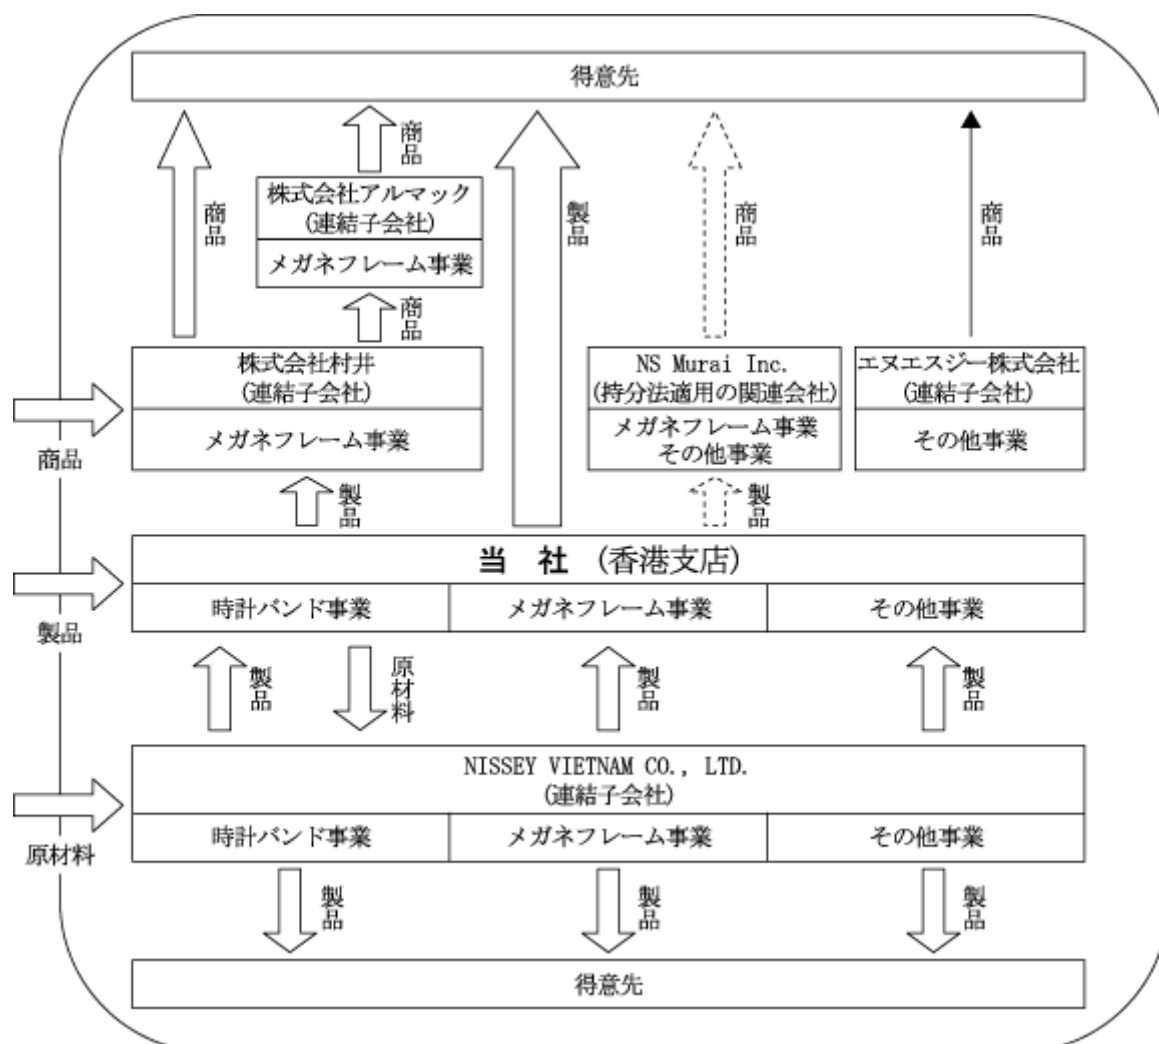 得意先
商品
株式会社アルマック
(連結子会社)
メガネフレーム事業
商品
製品
商品
商品
商品
株式会社村井
(連結子会社)
メガネフレーム事業
NS Murai Inc.
(持分法適用の関連会社)
メガネフレーム事業
その他事業
エヌエスジー株式会社
(連結子会社)
その他事業
商品
製品
製品
当 社 (香港支店)
時計バンド事業
メガネフレーム事業
その他事業
製品
製品
原材料
製品
製品
NISSEY VIETNAM CO., LTD.
(連結子会社)
時計バンド事業
メガネフレーム事業
その他事業
原材料
製品
製品
製品
得意先